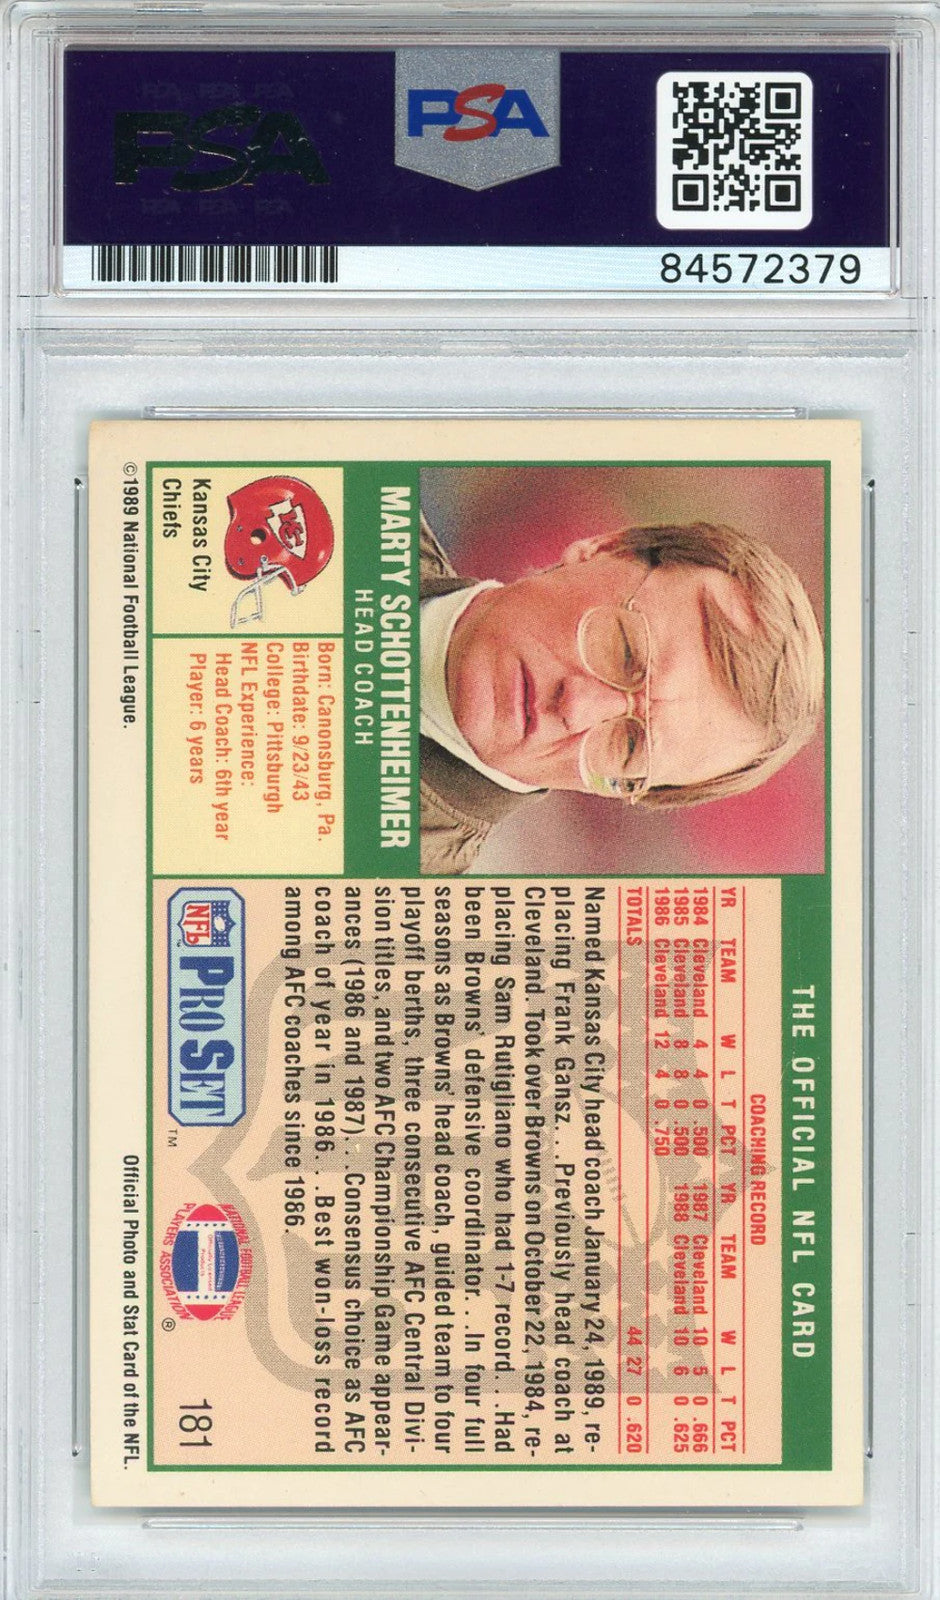 PSA
PSA
84572379
THE OFFICIAL NFL CARD
MARTY SCHOTTENHEIMER
HEAD COACH
Kansas City
Chiefs
Born: Canonsburg, Pa.
Birthdate: 9/23/43
College: Pittsburgh
NFL Experience:
Head Coach: 6th year
Player: 6 years
COACHING RECORD
YR TEAM W L T PCT YR TEAM W L T PCT
1984 Cleveland 4 4 0 .500 1987 Cleveland 10 5 0 .666
1985 Cleveland 8 8 0 .500 1988 Cleveland 10 6 0 .625
1986 Cleveland 12 4 0 .750
TOTALS 44 27 0 .620
Named Kansas City head coach January 24, 1989, re-
placing Frank Gansz. . .Previously head coach at
Cleveland. Took over Browns on October 22, 1984, re-
placing Sam Rutigliano who had 1-7 record. . .Had
been Browns' defensive coordinator. . .In four full
seasons as Browns' head coach, guided team to four
playoff berths, three consecutive AFC Central Divi-
sion titles, and two AFC Championship Game appear-
ances (1986 and 1987). . .Consensus choice as AFC
coach of year in 1986. . .Best won-loss record
among AFC coaches since 1986.
NFL PRO SET ™
NATIONAL FOOTBALL LEAGUE
PLAYERS ASSOCIATION ®
181
©1989 National Football League.
Official Photo and Stat Card of the NFL.